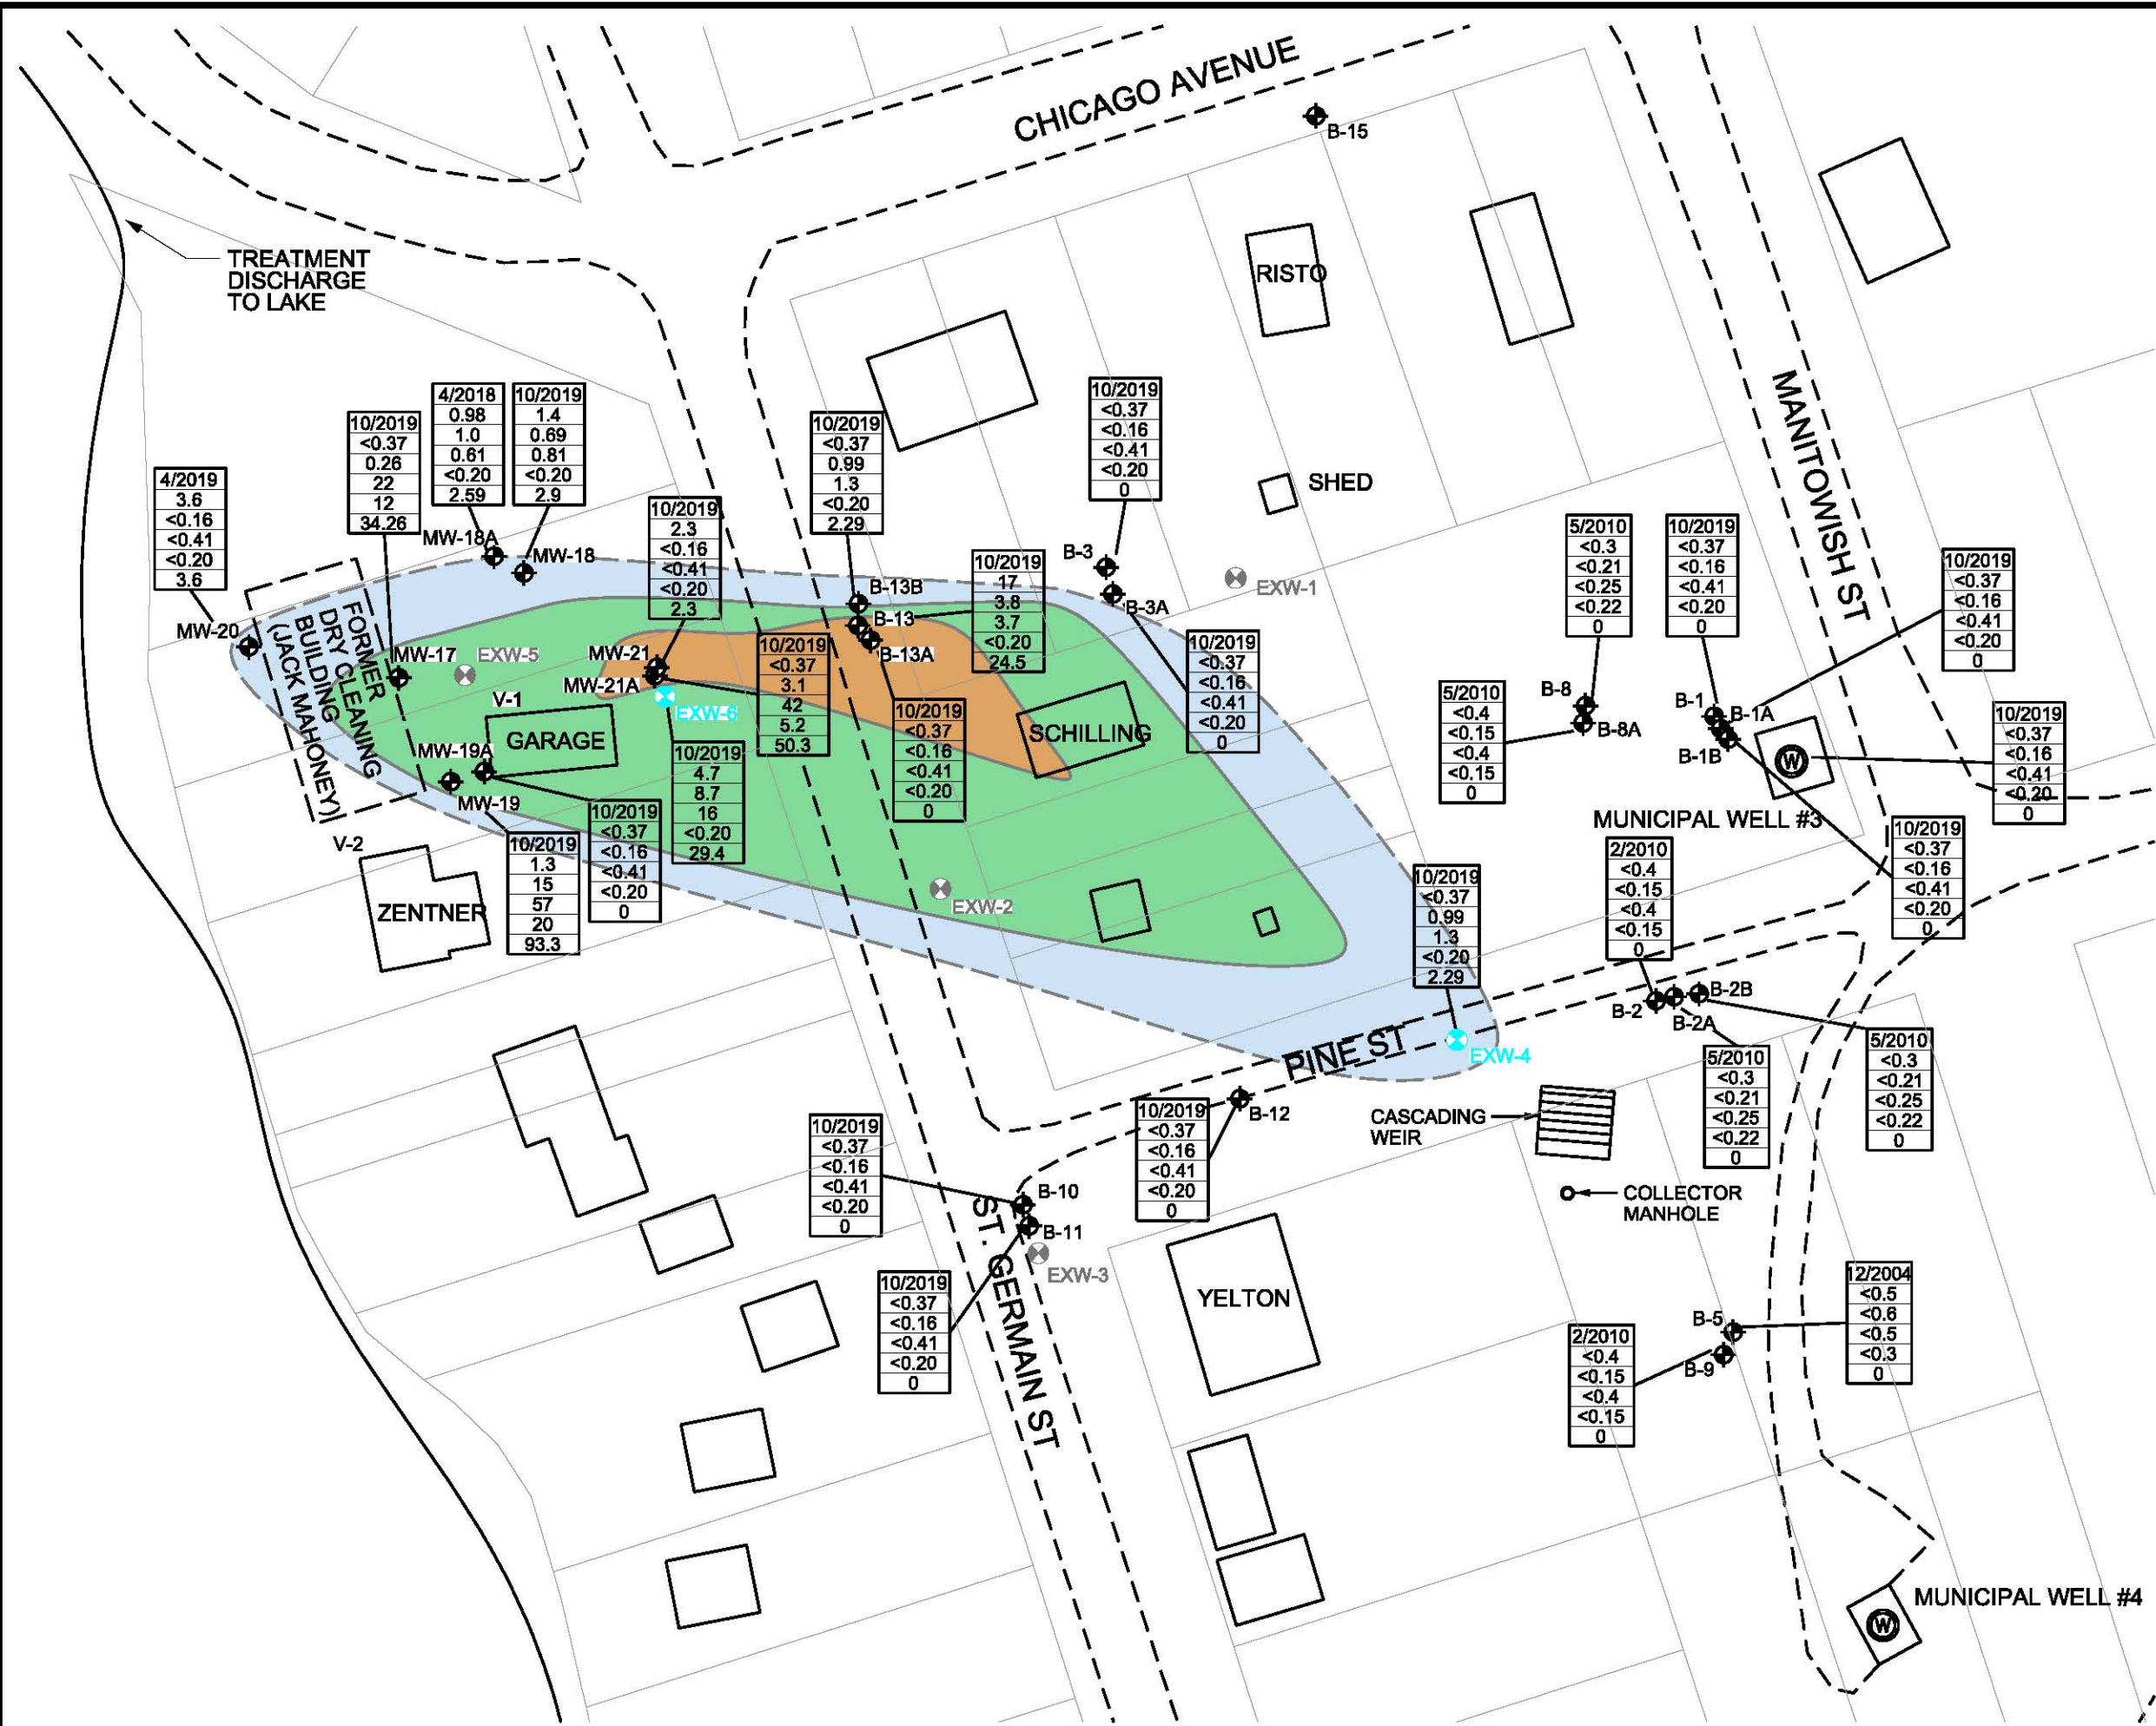 CHICAGO AVENUE
B-15
TREATMENT
DISCHARGE
TO LAKE
RISTO
MANITOWISH ST
SHED
4/2019
3.6
<0.16
<0.41
<0.20
3.6
MW-20
10/2019
<0.37
0.26
22
12
34.26
MW-17
4/2018
0.98
1.0
0.61
<0.20
2.59
MW-18A
10/2019
1.4
0.69
0.81
<0.20
2.9
MW-18
10/2019
2.3
<0.16
<0.41
<0.20
2.3
MW-21
10/2019
<0.37
0.99
1.3
<0.20
2.29
B-13B
10/2019
<0.37
<0.16
<0.41
<0.20
0
B-3
EXW-1
B-3A
10/2019
17
3.8
3.7
<0.20
24.5
B-13
B-13A
10/2019
<0.37
<0.16
<0.41
<0.20
0
5/2010
<0.3
<0.21
<0.25
<0.22
0
B-8
10/2019
<0.37
<0.16
<0.41
<0.20
0
B-1
10/2019
<0.37
<0.16
<0.41
<0.20
0
B-1A
FORMER
DRY CLEANING
BUILDING
(JACK MAHONEY)
EXW-5
MW-21A
10/2019
<0.37
3.1
42
5.2
50.3
EXW-6
10/2019
<0.37
<0.16
<0.41
<0.20
0
SCHILLING
5/2010
<0.4
<0.15
<0.4
<0.15
0
B-8A
B-1B
W
MUNICIPAL WELL #3
10/2019
<0.37
<0.16
<0.41
<0.20
0
V-1
GARAGE
MW-19A
MW-19
10/2019
4.7
8.7
16
<0.20
29.4
10/2019
<0.37
<0.16
<0.41
<0.20
0
10/2019
1.3
15
57
20
93.3
V-2
ZENTNER
EXW-2
10/2019
<0.37
0.99
1.3
<0.20
2.29
EXW-4
2/2010
<0.4
<0.15
<0.4
<0.15
0
B-2
B-2A
B-2B
10/2019
<0.37
<0.16
<0.41
<0.20
0
5/2010
<0.3
<0.21
<0.25
<0.22
0
5/2010
<0.3
<0.21
<0.25
<0.22
0
PINE ST
10/2019
<0.37
<0.16
<0.41
<0.20
0
B-12
CASCADING
WEIR
COLLECTOR
MANHOLE
10/2019
<0.37
<0.16
<0.41
<0.20
0
B-10
B-11
EXW-3
10/2019
<0.37
<0.16
<0.41
<0.20
0
ST. GERMAIN ST
YELTON
12/2004
<0.5
<0.6
<0.5
<0.3
0
B-5
B-9
2/2010
<0.4
<0.15
<0.4
<0.15
0
MUNICIPAL WELL #4
W